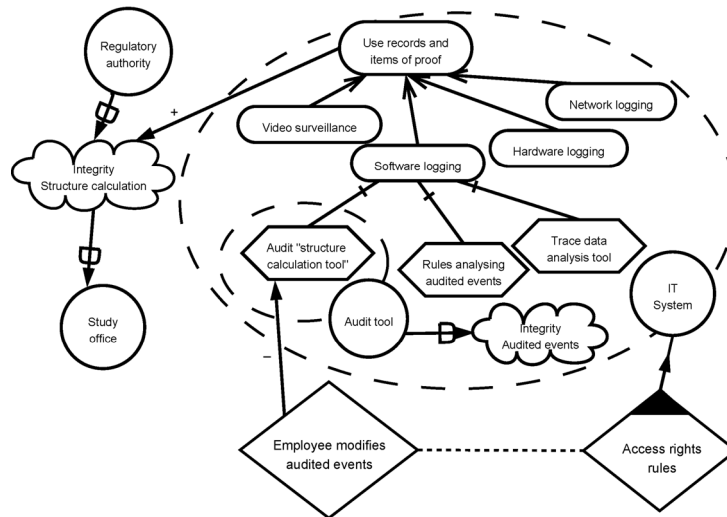 Regulatory
authority
Use records and
items of proof
+
Network logging
Video surveillance
Hardware logging
Integrity
Structure calculation
Software logging
Audit "structure
calculation tool"
Rules analysing
audited events
Trace data
analysis tool
IT
System
Study
office
Audit tool
Integrity
Audited events
–
Employee modifies
audited events
Access rights
rules